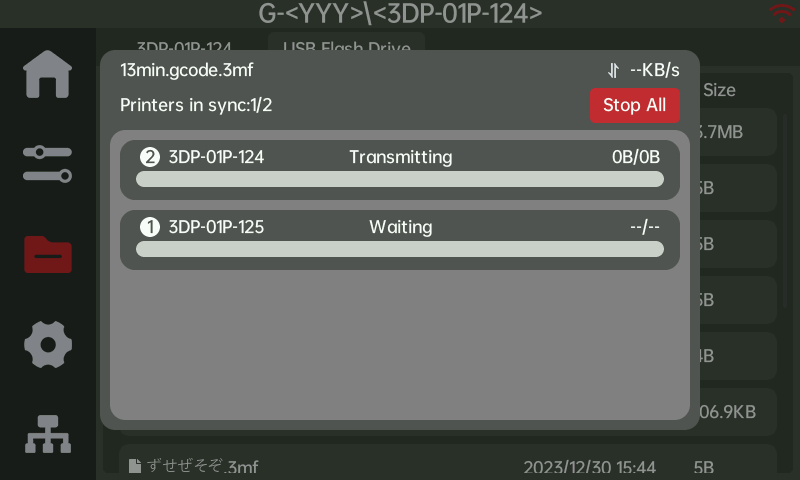 G-<YYY>\<3DP-01P-124>
3DP-01P-124 USB Flash Drive
13min.gcode.3mf --KB/s
Size
Printers in sync:1/2 Stop All
3.7MB
2 3DP-01P-124 Transmitting 0B/0B
5B
1 3DP-01P-125 Waiting --/--
5B
5B
4B
06.9KB
ずせぜそぞ.3mf 2023/12/30 15:44 5B